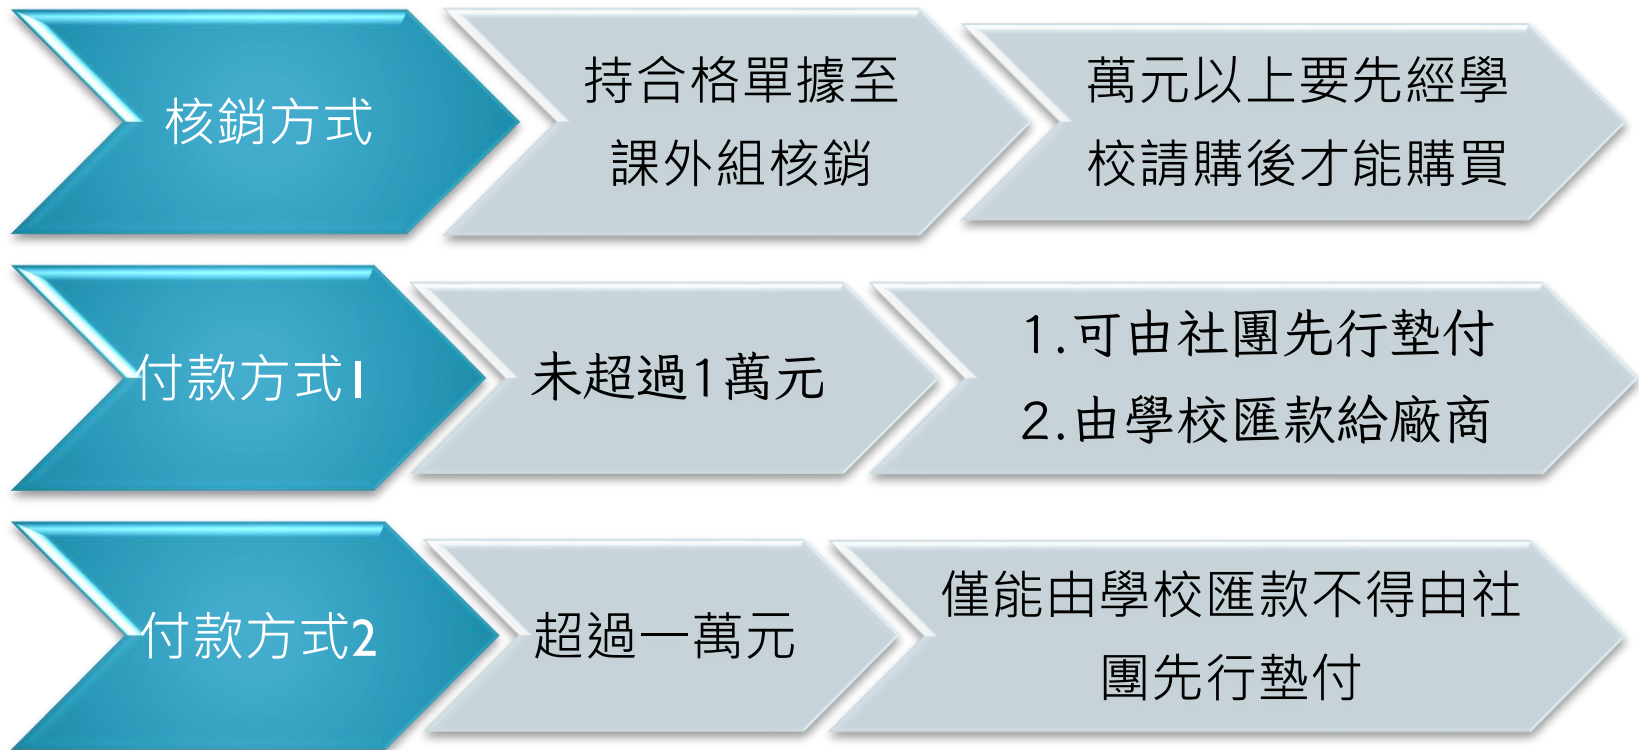 核銷方式
持合格單據至
課外組核銷
萬元以上要先經學
校請購後才能購買
付款方式1
未超過1萬元
1.可由社團先行墊付
2.由學校匯款給廠商
付款方式2
超過一萬元
僅能由學校匯款不得由社
團先行墊付